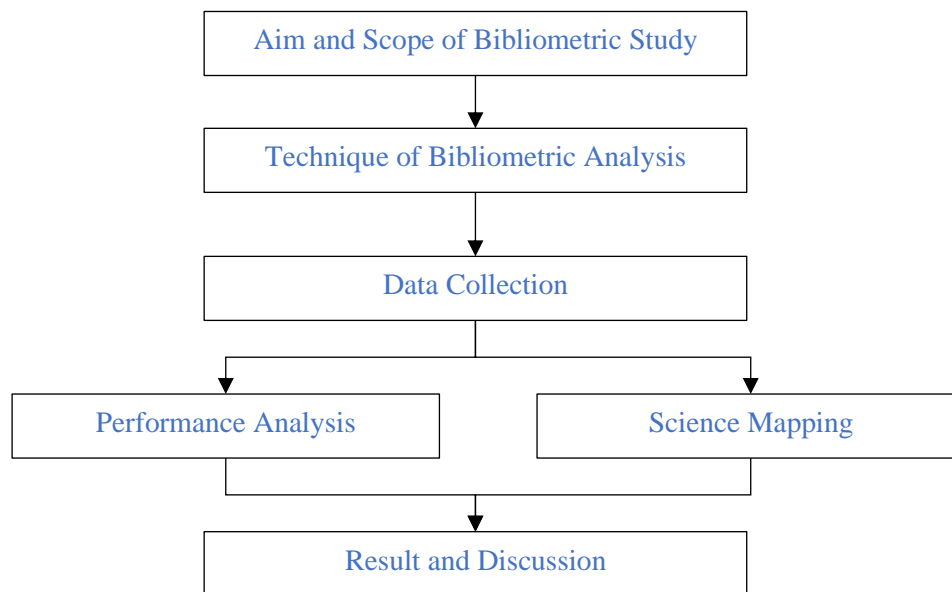 Aim and Scope of Bibliometric Study
Technique of Bibliometric Analysis
Data Collection
Performance Analysis
Science Mapping
Result and Discussion